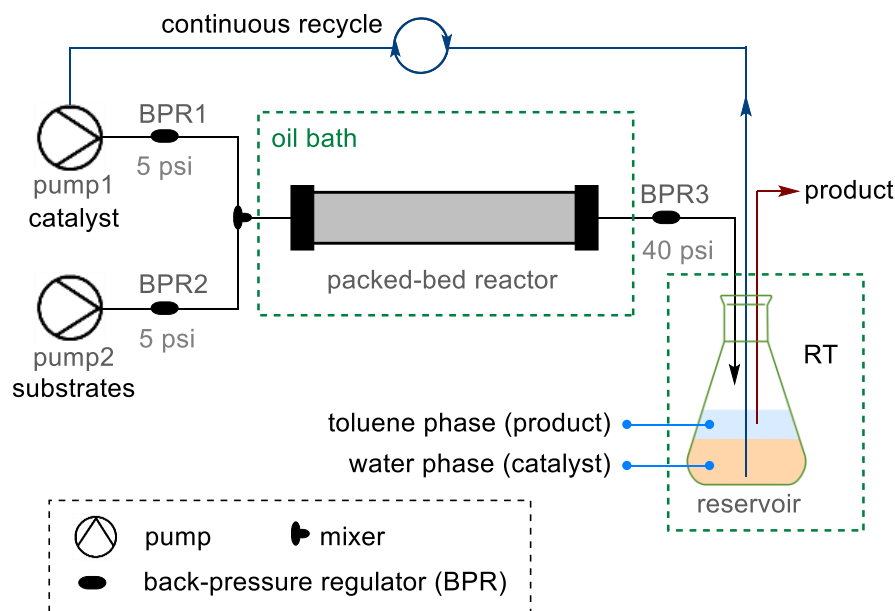 continuous recycle
BPR1
5 psi
pump1
catalyst
oil bath
BPR3
product
40 psi
packed-bed reactor
BPR2
5 psi
pump2
substrates
RT
toluene phase (product)
water phase (catalyst)
reservoir
pump
mixer
back-pressure regulator (BPR)